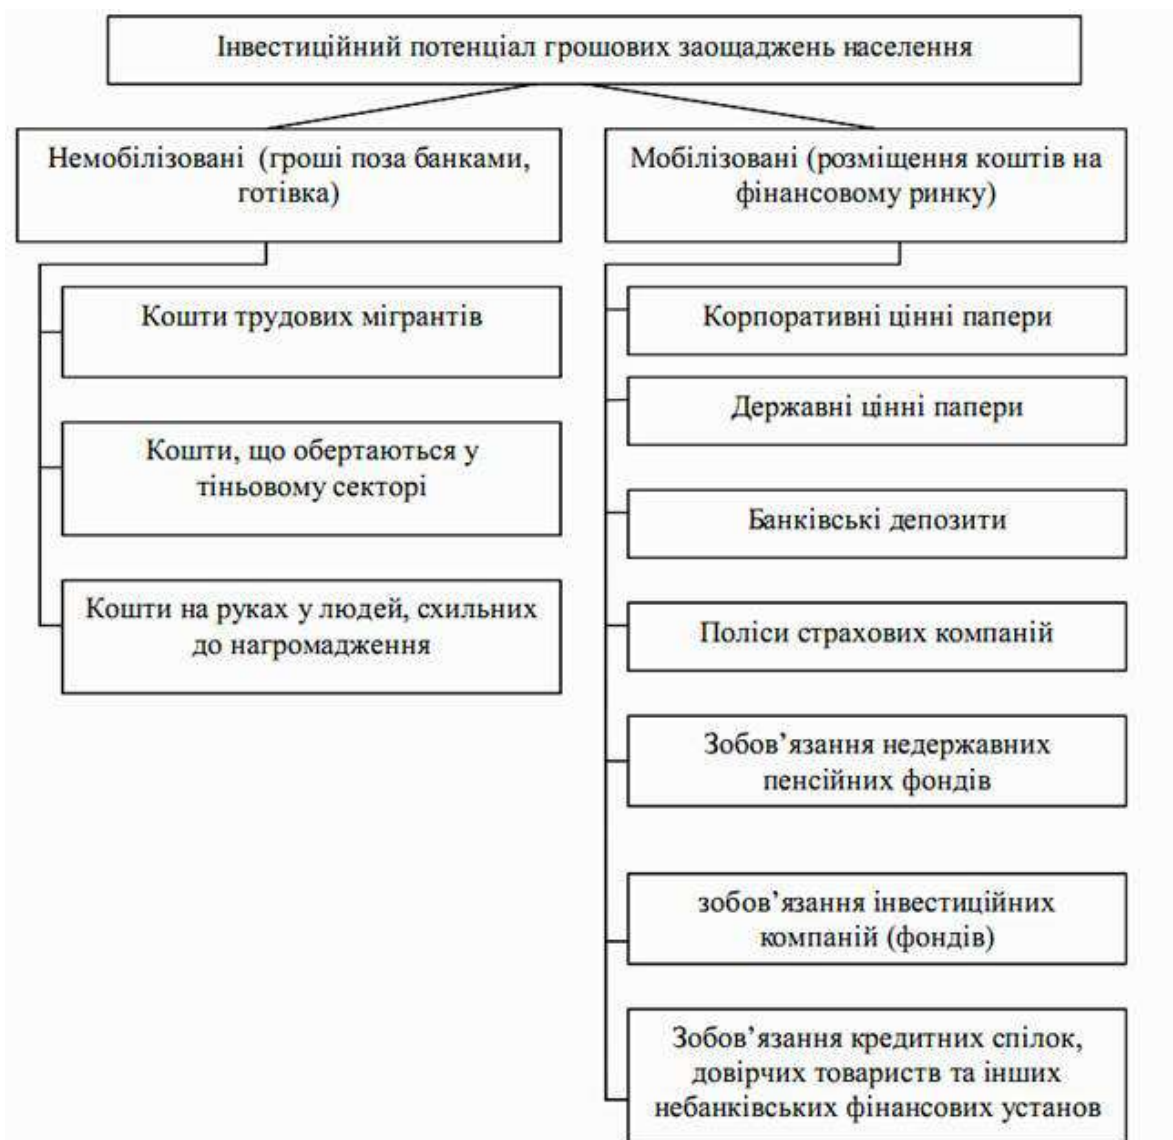 Інвестиційний потенціал грошових заощаджень населення
Немобілізовані (гроші поза банками,
готівка)
Кошти трудових мігрантів
Кошти, що обертаються у
тіньовому секторі
Кошти на руках у людей, схильних
до нагромадження
Мобілізовані (розміщення коштів на
фінансовому ринку)
Корпоративні цінні папери
Державні цінні папери
Банківські депозити
Поліси страхових компаній
Зобов’язання недержавних
пенсійних фондів
зобов’язання інвестиційних
компаній (фондів)
Зобов’язання кредитних спілок,
довірчих товариств та інших
небанківських фінансових установ